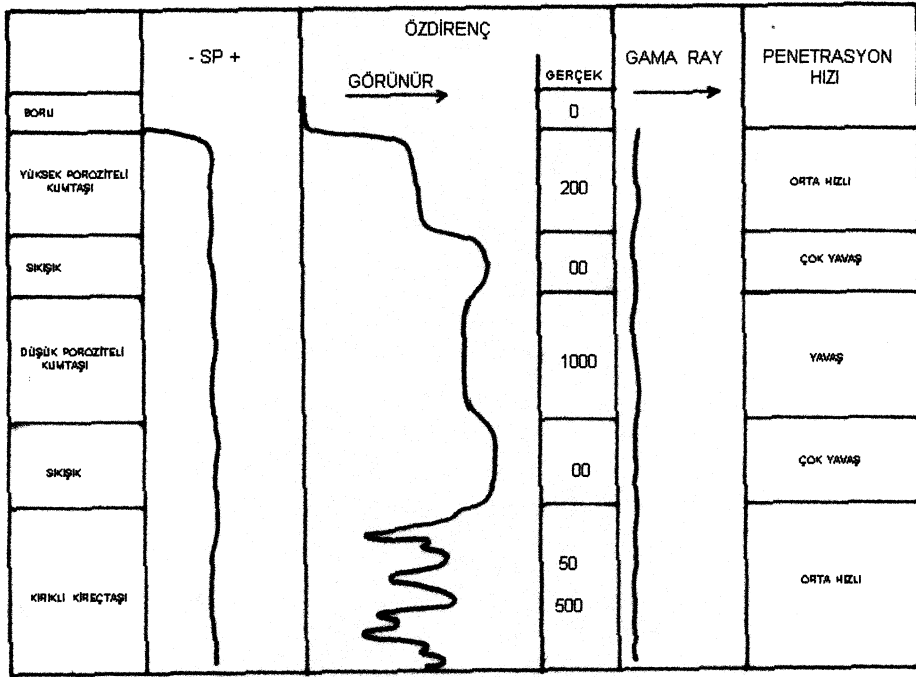 - SP +
ÖZDİRENÇ
GÖRÜNÜR
GERÇEK
GAMA RAY
PENETRASYON
HIZI
BORU
0
YÜKSEK POROZİTELİ
KUMTAŞI
200
ORTA HIZLI
SIKIŞIK
00
ÇOK YAVAŞ
DÜŞÜK POROZİTELİ
KUMTAŞI
1000
YAVAŞ
SIKIŞIK
00
ÇOK YAVAŞ
KIRIKLI KİREÇTAŞI
50
500
ORTA HIZLI